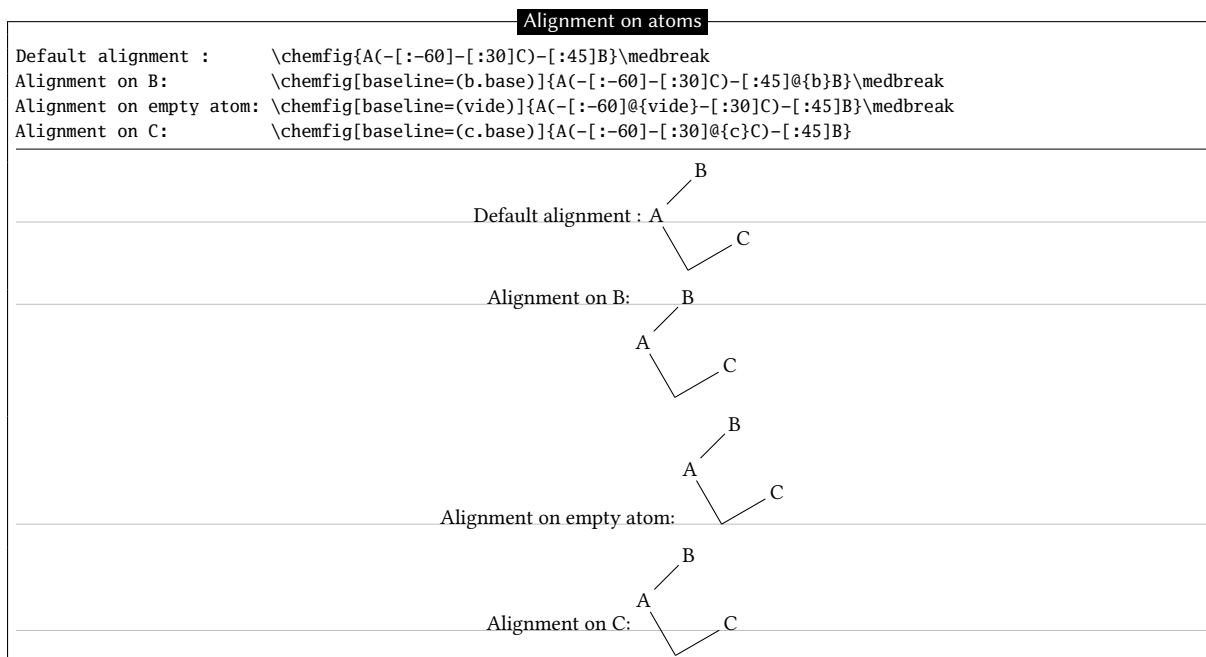 Alignment on atoms
Default alignment :      \chemfig{A(-[:-60]-[:30]C)-[:45]B}\medbreak
Alignment on B:          \chemfig[baseline=(b.base)]{A(-[:-60]-[:30]C)-[:45]@{b}B}\medbreak
Alignment on empty atom: \chemfig[baseline=(vide)]{A(-[:-60]@{vide}-[:30]C)-[:45]B}\medbreak
Alignment on C:          \chemfig[baseline=(c.base)]{A(-[:-60]-[:30]@{c}C)-[:45]B}
B
Default alignment : A
C
Alignment on B: B
A
C
B
A
C
Alignment on empty atom:
B
A
Alignment on C: C